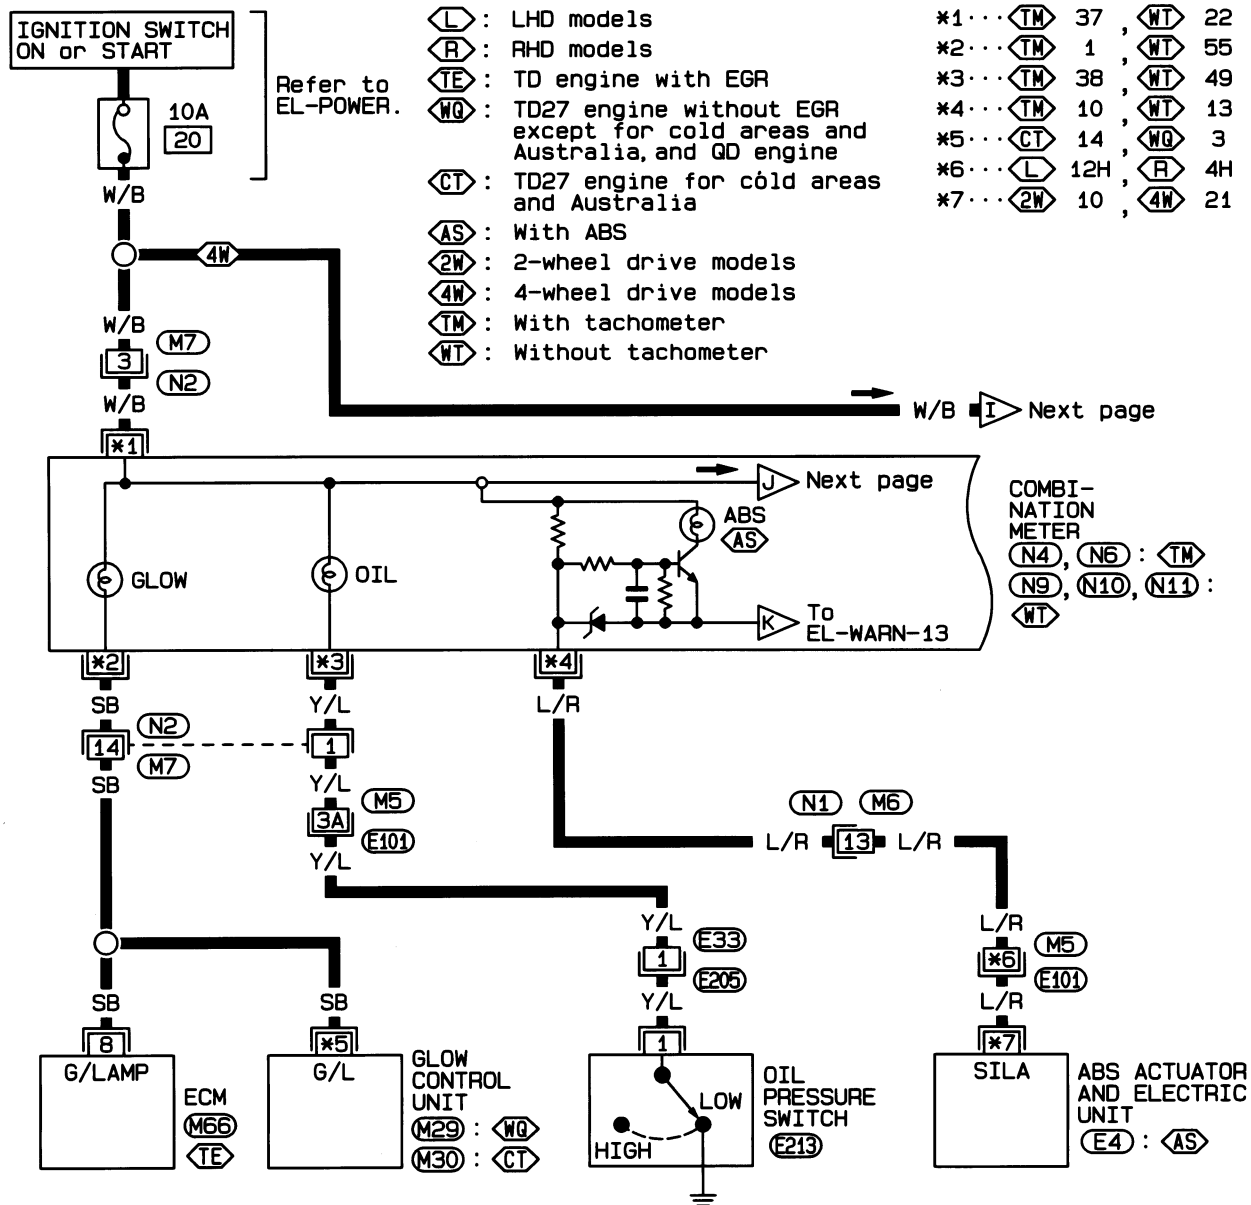 IGNITION SWITCH
ON or START
Refer to
EL-POWER.
10A
20
W/B
4W
W/B
3
M7
N2
W/B
*1
L : LHD models
R : RHD models
TE : TD engine with EGR
WQ : TD27 engine without EGR
except for cold areas and
Australia, and QD engine
CT : TD27 engine for cold areas
and Australia
AS : With ABS
2W : 2-wheel drive models
4W : 4-wheel drive models
TM : With tachometer
WT : Without tachometer
*1··· TM 37 , WT 22
*2··· TM 1 , WT 55
*3··· TM 38 , WT 49
*4··· TM 10 , WT 13
*5··· CT 14 , WQ 3
*6··· L 12H , R 4H
*7··· 2W 10 , 4W 21
W/B I Next page
J Next page
ABS
AS
GLOW
OIL
K To
EL-WARN-13
COMBI-
NATION
METER
N4 , N6 : TM
N9 , N10 , N11 :
WT
*2
*3
*4
SB
Y/L
L/R
14
N2
M7
1
SB
Y/L
3A
M5
E101
Y/L
N1 M6
L/R 13 L/R
Y/L
1
E33
E205
Y/L
L/R
*6
M5
E101
L/R
SB
SB
8
*5
1
*7
G/LAMP
ECM
M66
TE
G/L
GLOW
CONTROL
UNIT
M29 : WQ
M30 : CT
LOW
HIGH
OIL
PRESSURE
SWITCH
E213
SILA
ABS ACTUATOR
AND ELECTRIC
UNIT
E4 : AS